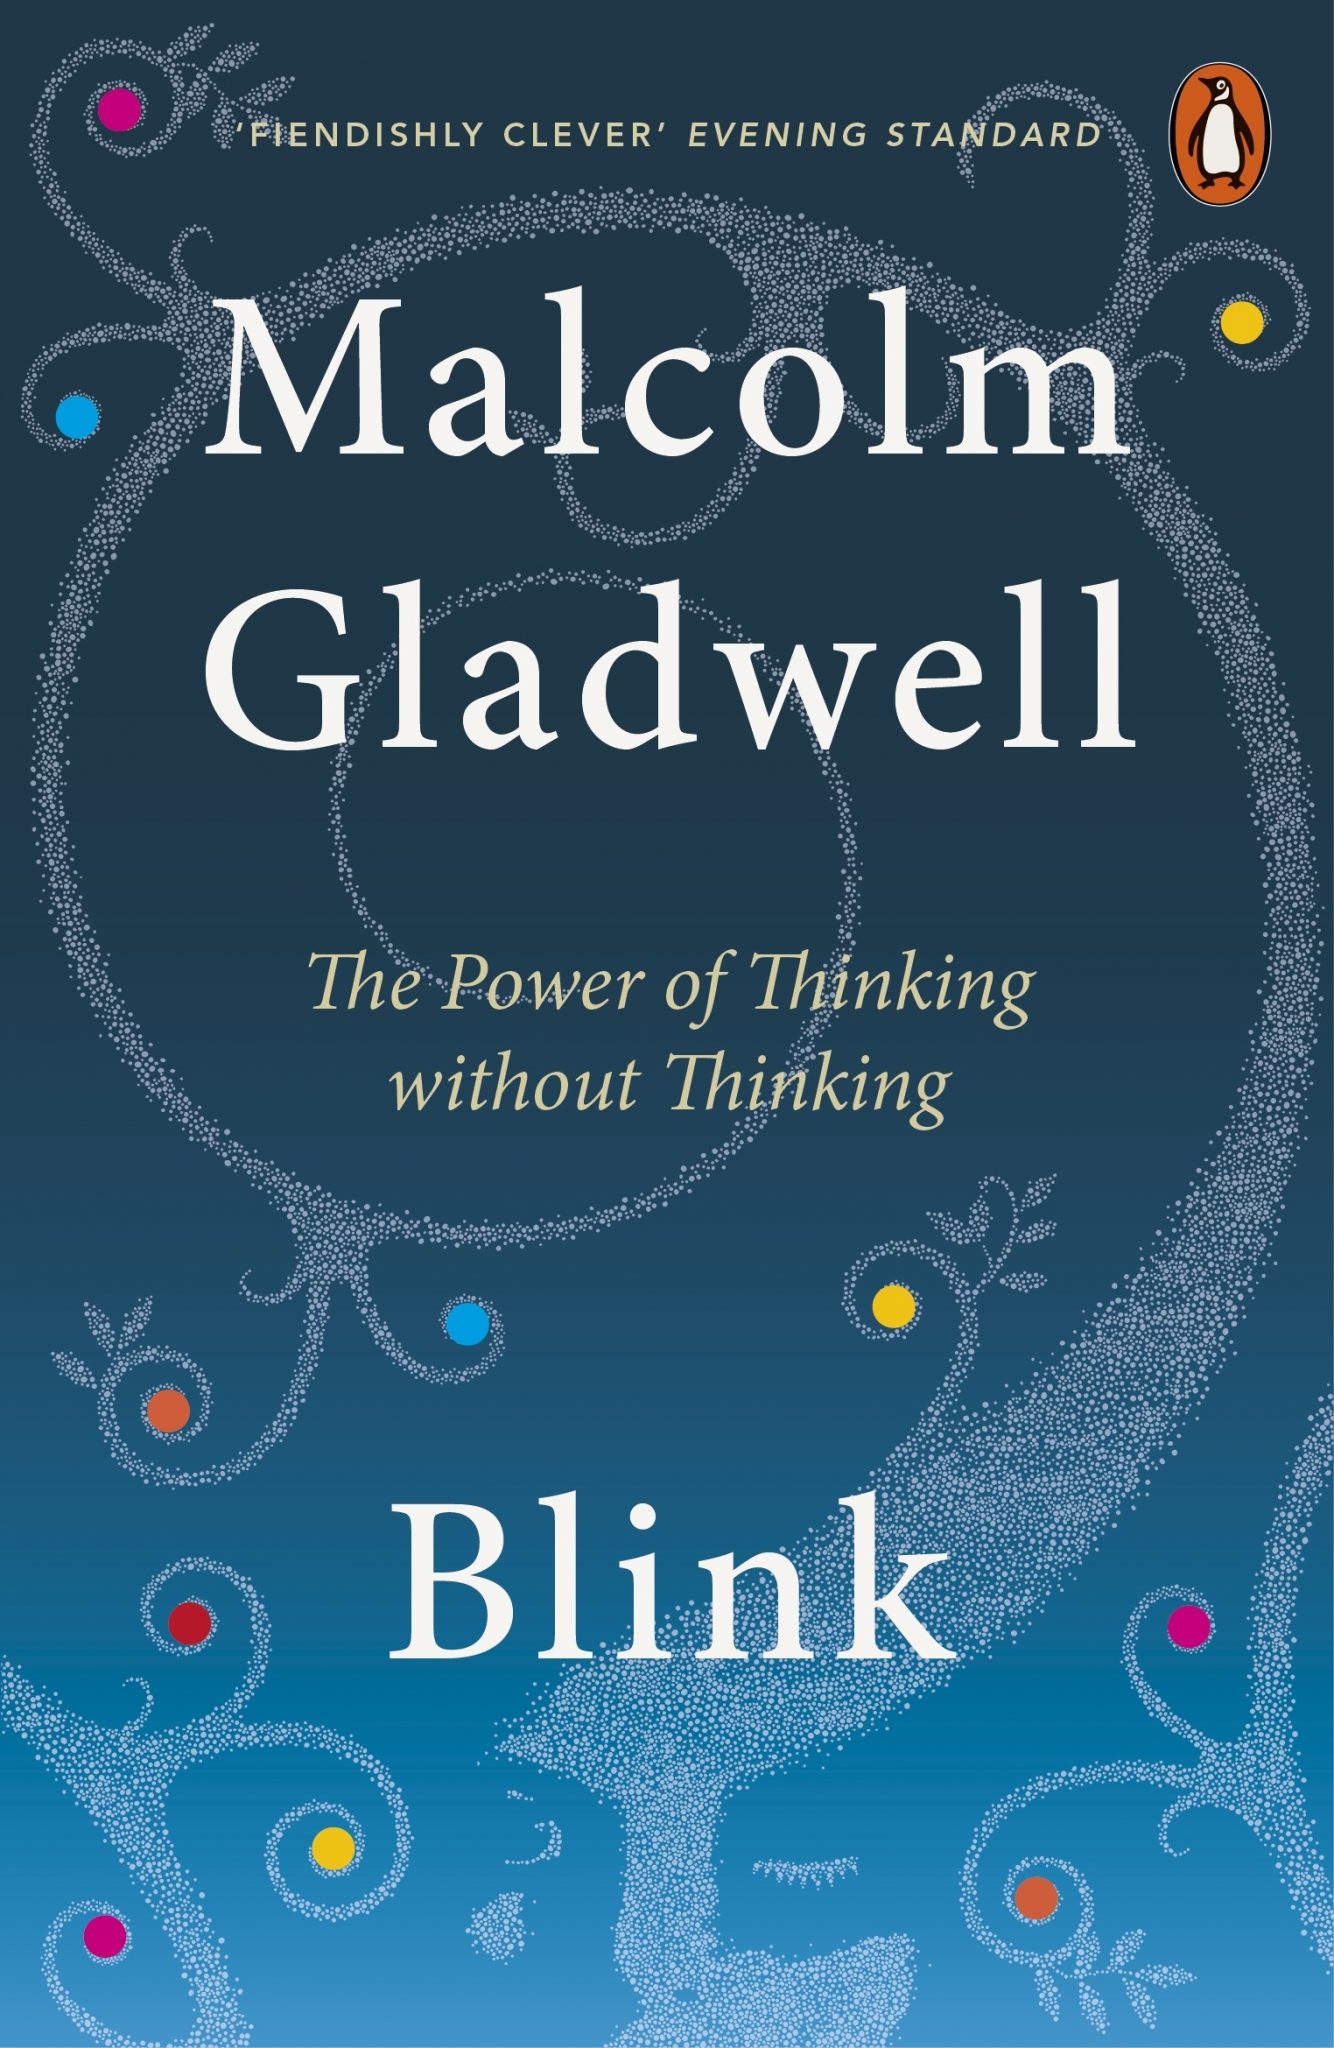 ‘FIENDISHLY CLEVER’ EVENING STANDARD
Malcolm
Gladwell
The Power of Thinking
without Thinking
Blink